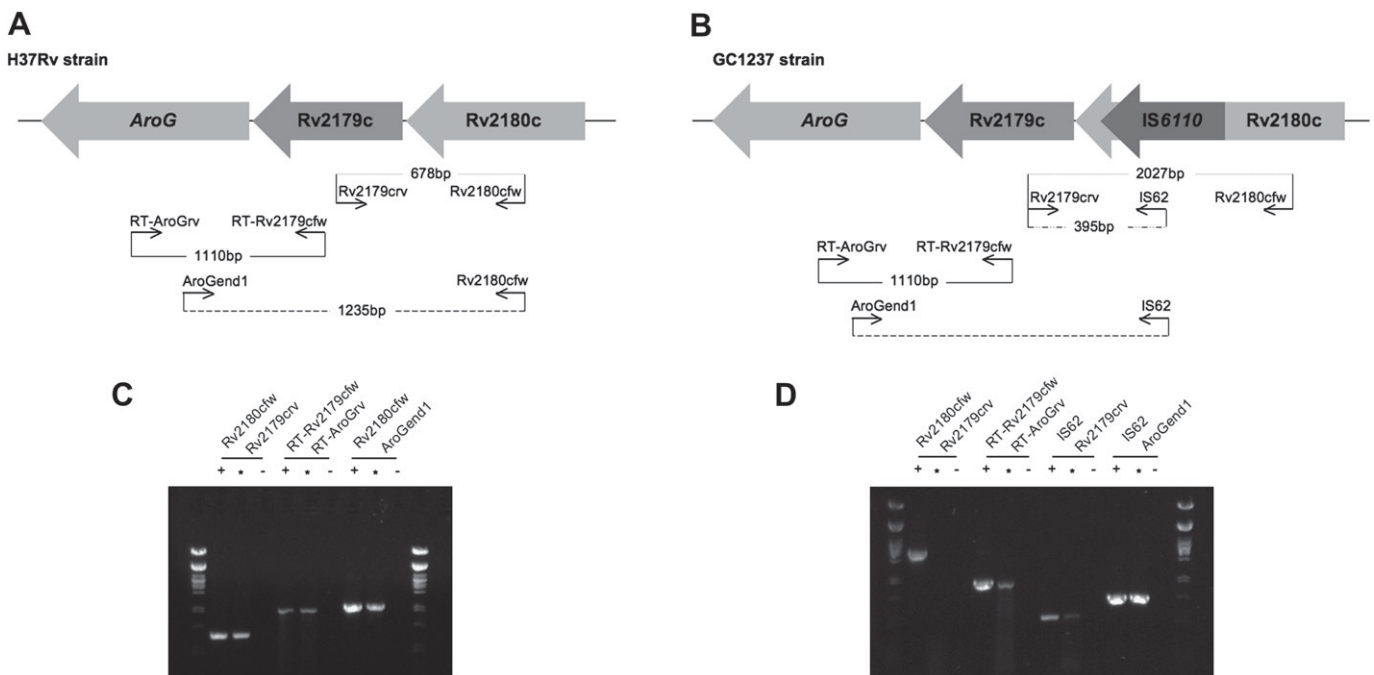 A
H37Rv strain
AroG
Rv2179c
Rv2180c
678bp
Rv2179crv
Rv2180cfw
RT-AroGrv
RT-Rv2179cfw
1110bp
AroGend1
Rv2180cfw
1235bp
B
GC1237 strain
AroG
Rv2179c
IS6110
Rv2180c
2027bp
Rv2179crv
IS62
Rv2180cfw
395bp
RT-AroGrv
RT-Rv2179cfw
1110bp
AroGend1
IS62
C
Rv2180cfw
Rv2179crv
RT-Rv2179cfw
RT-AroGrv
Rv2180cfw
AroGend1
+ * - + * - + * -
D
Rv2180cfw
Rv2179crv
RT-Rv2179cfw
RT-AroGrv
IS62
Rv2179crv
IS62
AroGend1
+ * - + * - + * - + * -